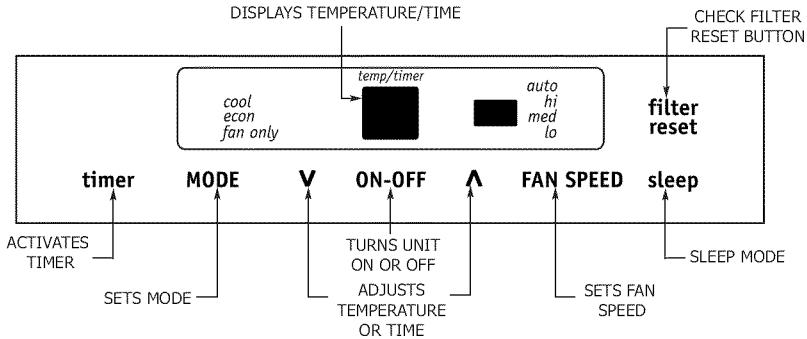 DISPLAYS TEMPERATURE/TIME
CHECK FILTER
RESET BUTTON
temp/timer
cool
econ
fan only
auto
hi
med
lo
filter
reset
timer MODE V ON-OFF Λ FAN SPEED sleep
ACTIVATES
TIMER
SETS MODE
TURNS UNIT
ON OR OFF
ADJUSTS
TEMPERATURE
OR TIME
SETS FAN
SPEED
SLEEP MODE